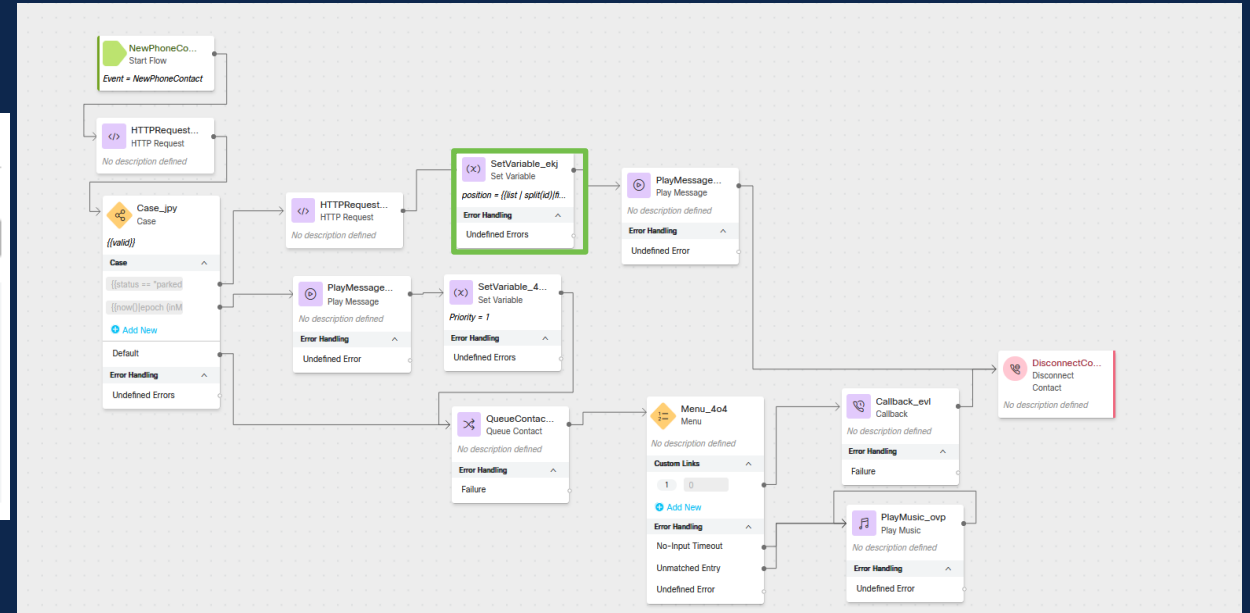 NewPhoneCo...
Start Flow
Event = NewPhoneContact
HTTPRequest...
HTTP Request
No description defined
Case_jpy
Case
{{valid}}
Case
{{status == "parked
{{now()|epoch (inM
Add New
Default
Error Handling
Undefined Errors
HTTPRequest...
HTTP Request
No description defined
SetVariable_ekj
Set Variable
position = {{list | split(id)|fi...
Error Handling
Undefined Errors
PlayMessage...
Play Message
No description defined
Error Handling
Undefined Error
PlayMessage...
Play Message
No description defined
Error Handling
Undefined Error
SetVariable_4...
Set Variable
Priority = 1
Error Handling
Undefined Errors
QueueContac...
Queue Contact
No description defined
Error Handling
Failure
Menu_4o4
Menu
No description defined
Custom Links
1
Add New
Error Handling
No-Input Timeout
Unmatched Entry
Undefined Error
Callback_evl
Callback
No description defined
Error Handling
Failure
PlayMusic_ovp
Play Music
No description defined
Error Handling
Undefined Error
DisconnectCo...
Disconnect
Contact
No description defined